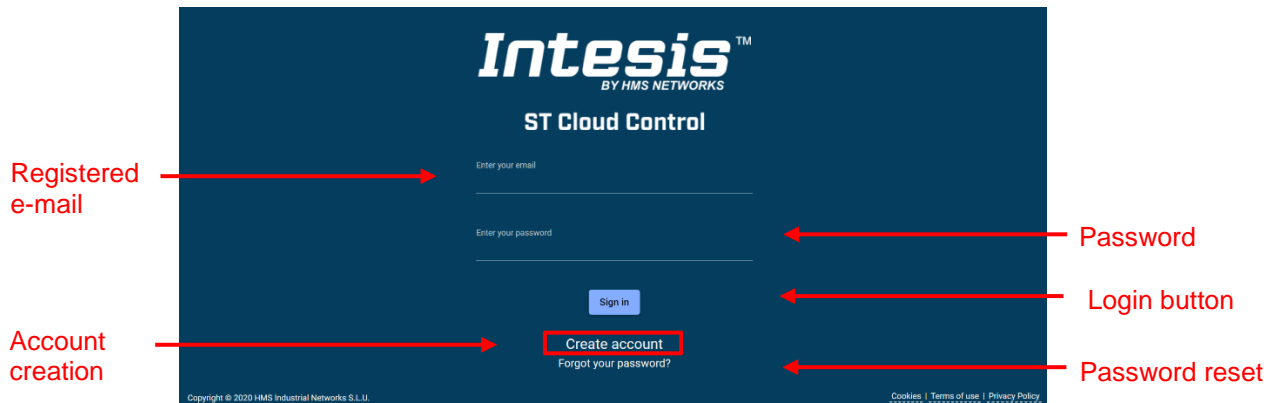 Intesis™
BY HMS NETWORKS
ST Cloud Control
Enter your email
Registered
e-mail
Enter your password
Password
Sign in
Login button
Account
creation
Create account
Forgot your password?
Password reset
Copyright © 2020 HMS Industrial Networks S.L.U.
Cookies | Terms of use | Privacy Policy